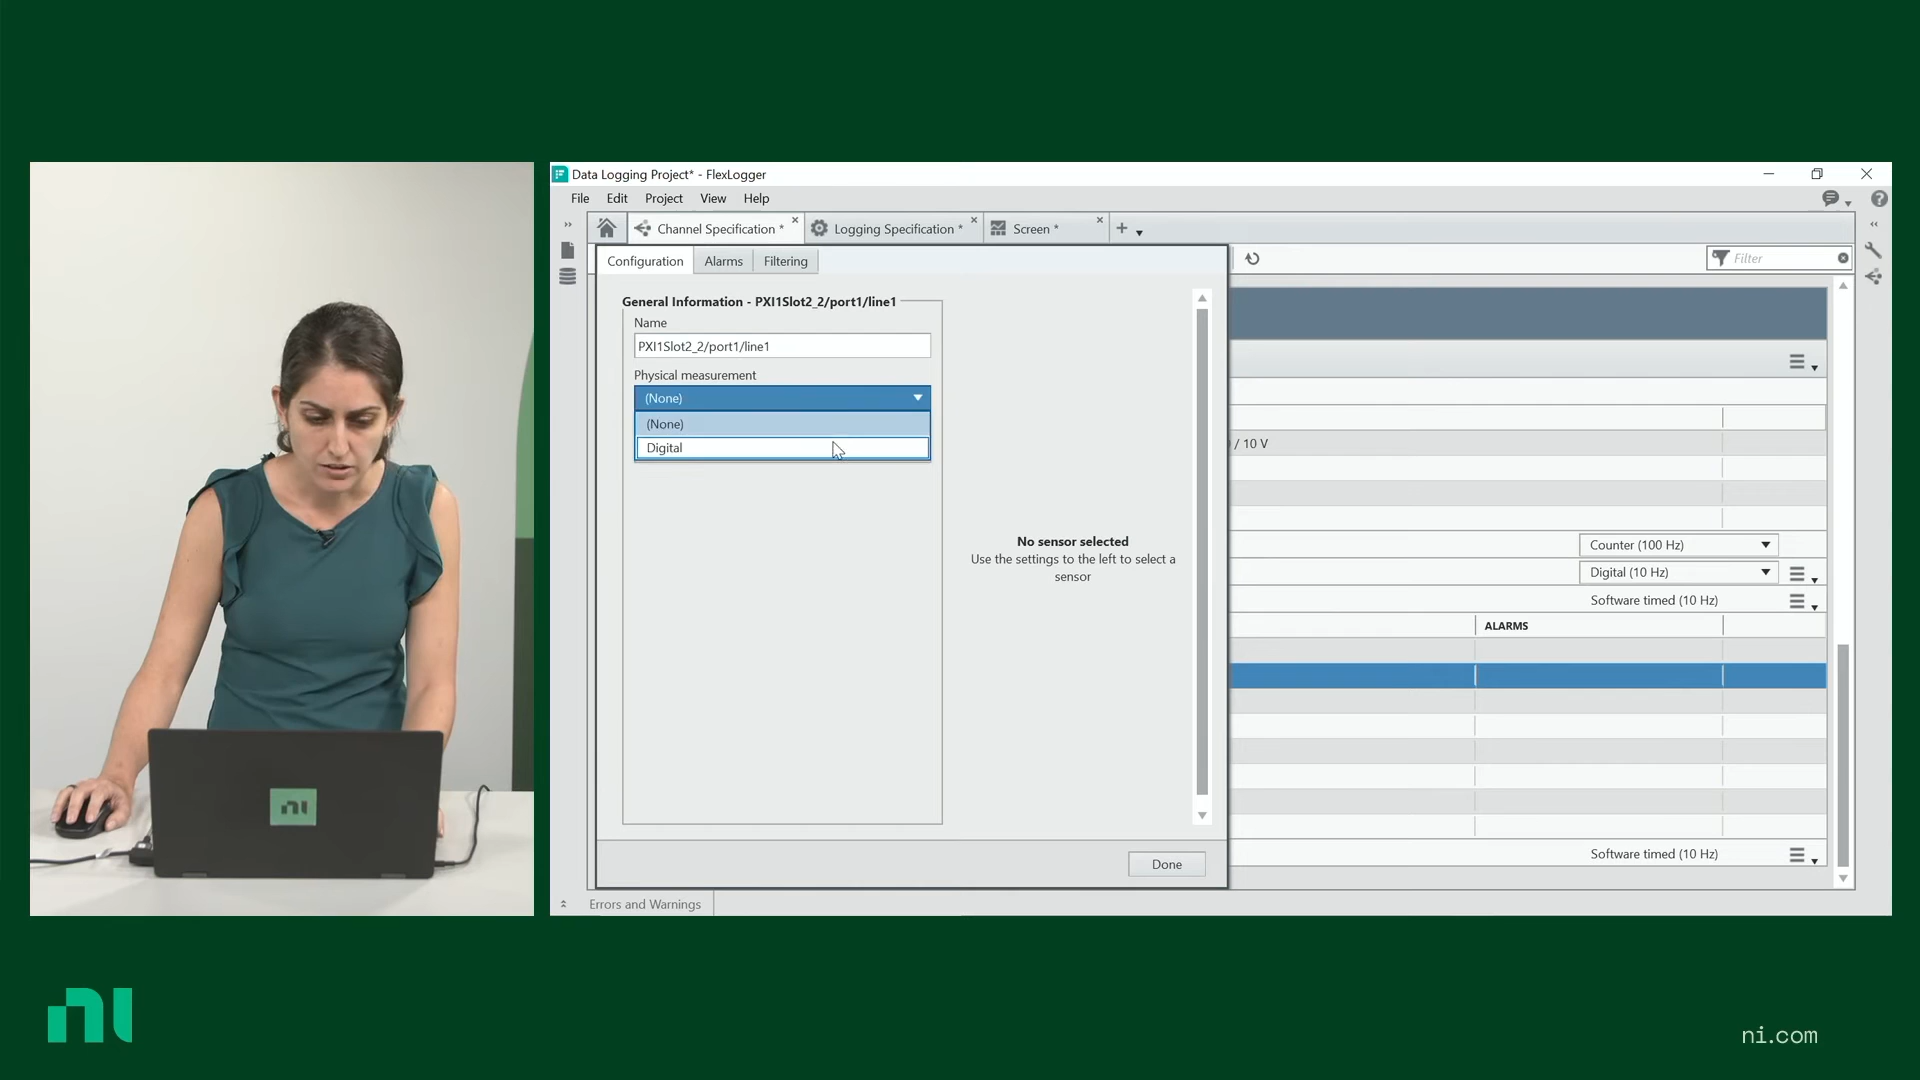 Data Logging Project* - FlexLogger
File Edit Project View Help
Channel Specification *
Logging Specification *
Screen *
Configuration
Alarms
Filtering
Filter
General Information - PXI1Slot2_2/port1/line1
Name
PXI1Slot2_2/port1/line1
Physical measurement
(None)
(None)
Digital
/ 10 V
No sensor selected
Use the settings to the left to select a
sensor
Counter (100 Hz)
Digital (10 Hz)
Software timed (10 Hz)
ALARMS
Software timed (10 Hz)
Done
Errors and Warnings
ni
ni
ni.com